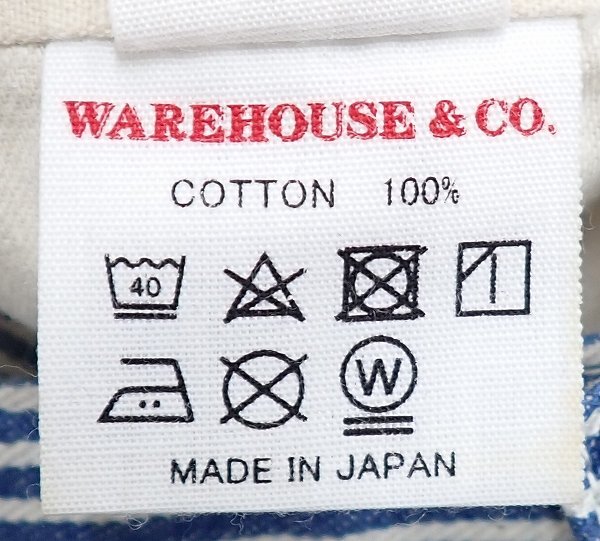 WAREHOUSE & CO.
COTTON 100%
40
W
MADE IN JAPAN